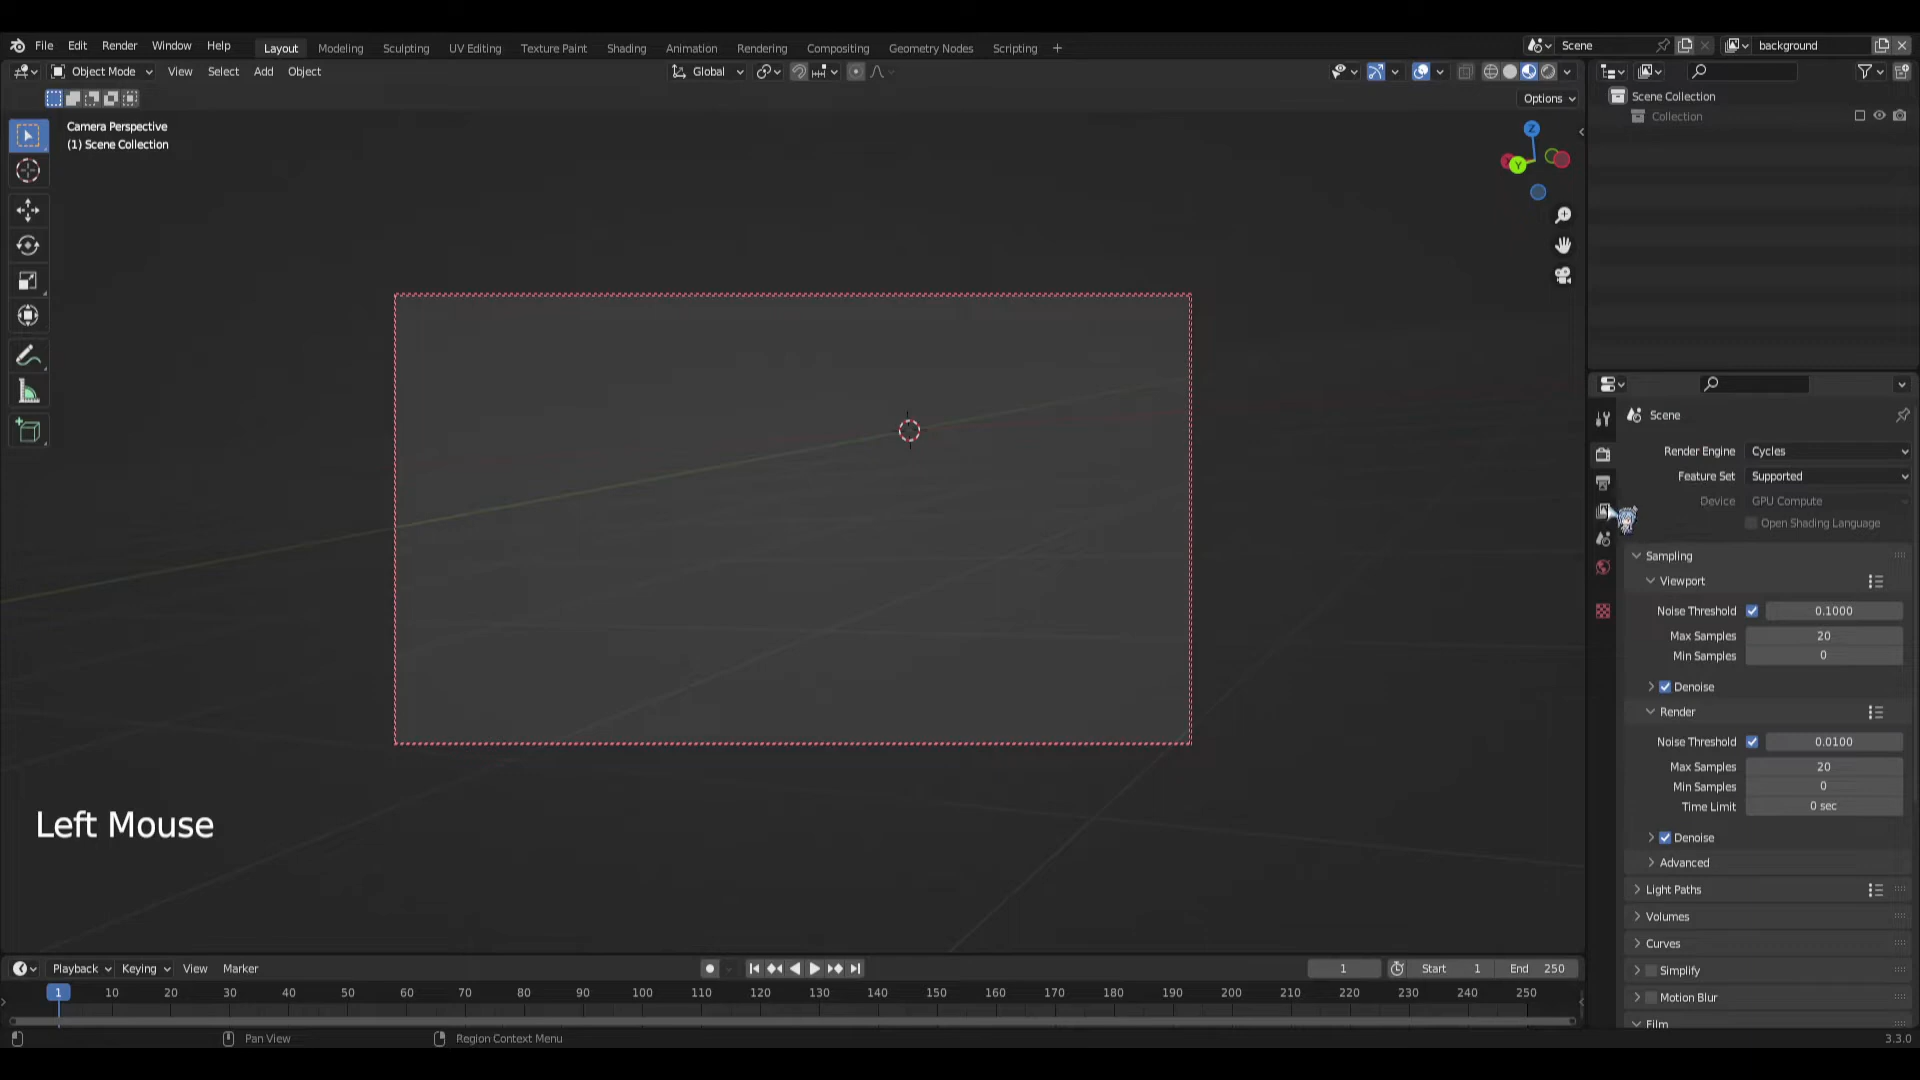 File Edit Render Window Help Layout Modeling Sculpting UV Editing Texture Paint Shading Animation Rendering Compositing Geometry Nodes Scripting + Scene background
Object Mode View Select Add Object Global
Options
Camera Perspective
(1) Scene Collection
Z
Y
Scene Collection
Collection
Scene
Render Engine Cycles
Feature Set Supported
Device GPU Compute
Open Shading Language
Sampling
Viewport
Noise Threshold 0.1000
Max Samples 20
Min Samples 0
Denoise
Render
Noise Threshold 0.0100
Max Samples 20
Min Samples 0
Time Limit 0 sec
Denoise
Advanced
Light Paths
Volumes
Curves
Simplify
Motion Blur
Film
Left Mouse
Playback Keying View Marker 1 Start 1 End 250
1 10 20 30 40 50 60 70 80 90 100 110 120 130 140 150 160 170 180 190 200 210 220 230 240 250
Pan View Region Context Menu 3.3.0